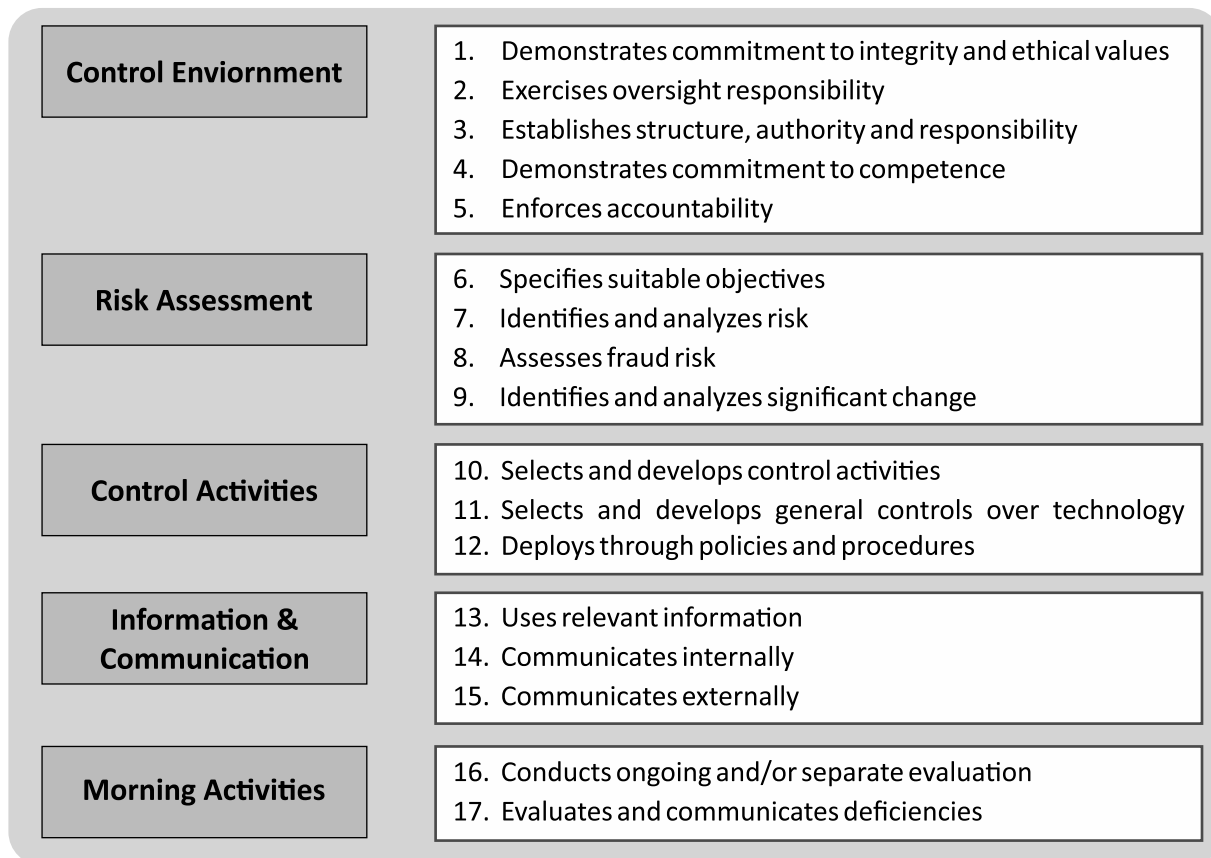 Control Enviornment
1. Demonstrates commitment to integrity and ethical values
2. Exercises oversight responsibility
3. Establishes structure, authority and responsibility
4. Demonstrates commitment to competence
5. Enforces accountability
Risk Assessment
6. Specifies suitable objectives
7. Identifies and analyzes risk
8. Assesses fraud risk
9. Identifies and analyzes significant change
Control Activities
10. Selects and develops control activities
11. Selects and develops general controls over technology
12. Deploys through policies and procedures
Information &
Communication
13. Uses relevant information
14. Communicates internally
15. Communicates externally
Morning Activities
16. Conducts ongoing and/or separate evaluation
17. Evaluates and communicates deficiencies